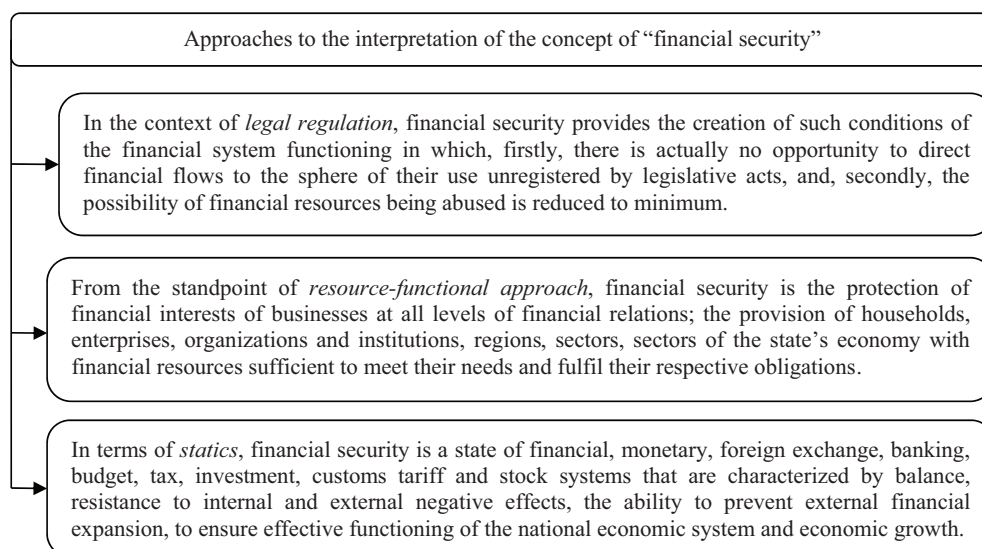 Approaches to the interpretation of the concept of “financial security”
In the context of legal regulation, financial security provides the creation of such conditions of
the financial system functioning in which, firstly, there is actually no opportunity to direct
financial flows to the sphere of their use unregistered by legislative acts, and, secondly, the
possibility of financial resources being abused is reduced to minimum.
From the standpoint of resource-functional approach, financial security is the protection of
financial interests of businesses at all levels of financial relations; the provision of households,
enterprises, organizations and institutions, regions, sectors, sectors of the state’s economy with
financial resources sufficient to meet their needs and fulfil their respective obligations.
In terms of statics, financial security is a state of financial, monetary, foreign exchange, banking,
budget, tax, investment, customs tariff and stock systems that are characterized by balance,
resistance to internal and external negative effects, the ability to prevent external financial
expansion, to ensure effective functioning of the national economic system and economic growth.